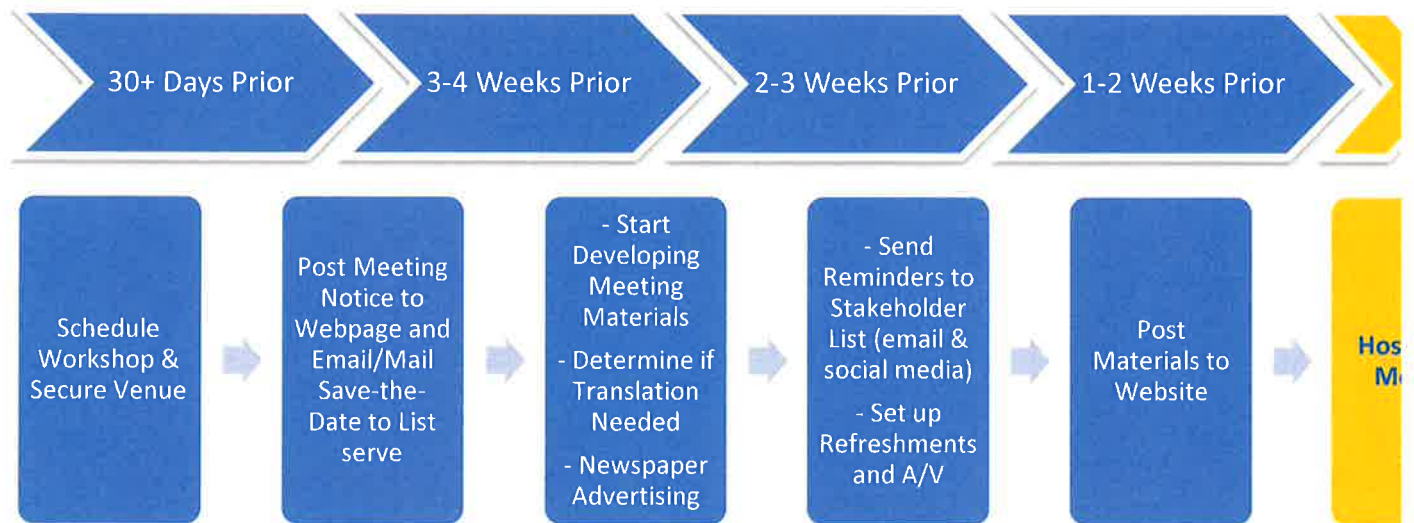 30+ Days Prior
3-4 Weeks Prior
2-3 Weeks Prior
1-2 Weeks Prior
Schedule
Workshop &
Secure Venue
Post Meeting
Notice to
Webpage and
Email/Mail
Save-the-
Date to List
serve
- Start
Developing
Meeting
Materials
- Determine if
Translation
Needed
- Newspaper
Advertising
- Send
Reminders to
Stakeholder
List (email &
social media)
- Set up
Refreshments
and A/V
Post
Materials to
Website